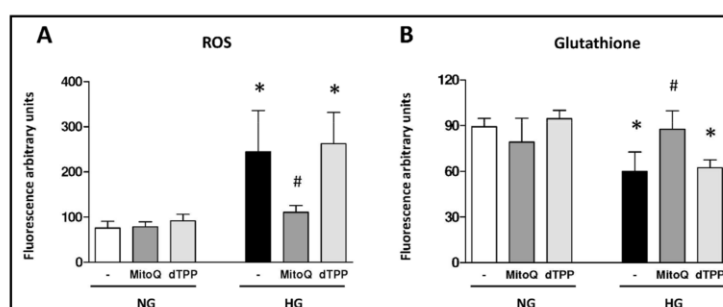 A
ROS
Fluorescence arbitrary units
400
300
200
100
0
*
#
*
- MitoQ dTPP - MitoQ dTPP
NG HG
B
Glutathione
Fluorescence arbitrary units
120
90
60
30
0
*
#
*
- MitoQ dTPP - MitoQ dTPP
NG HG